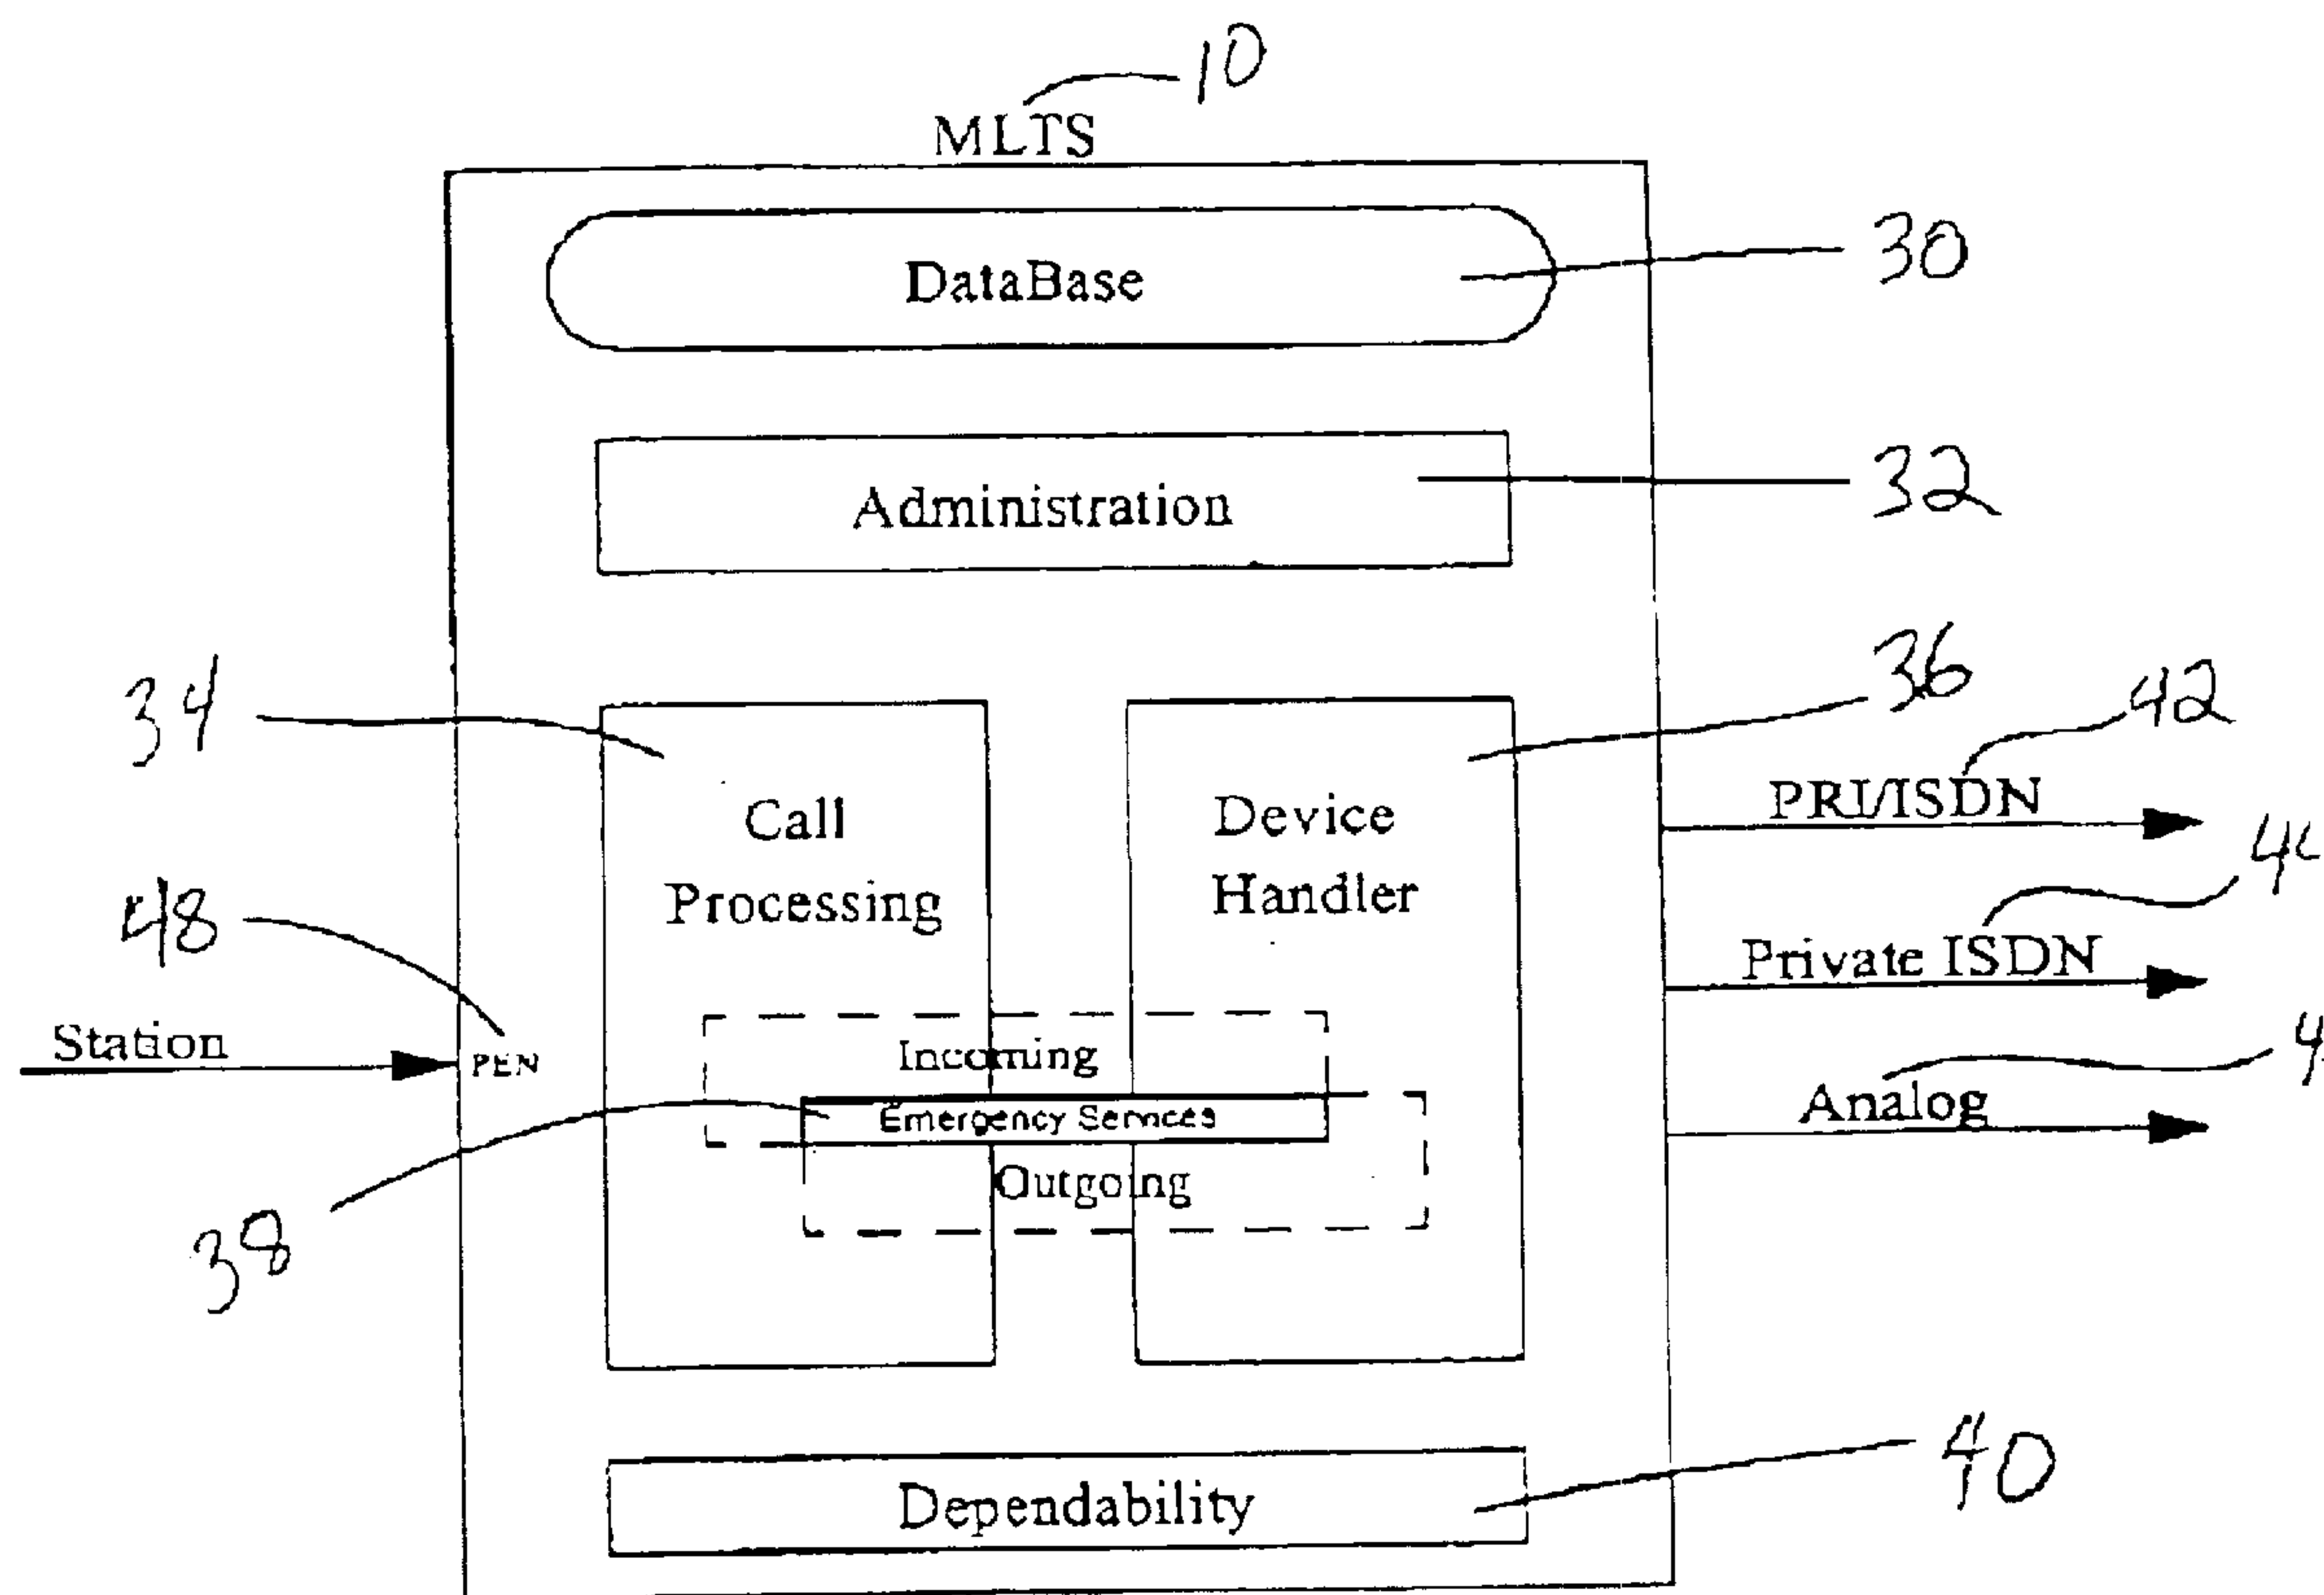 10
MLTS
DataBase
30
Administration
32
34
36
42
Call
Processing
Device
Handler
PRI/ISDN
48
Private ISDN
Station
PEN
Incoming
Emergency Services
Analog
Outgoing
38
Dependability
40